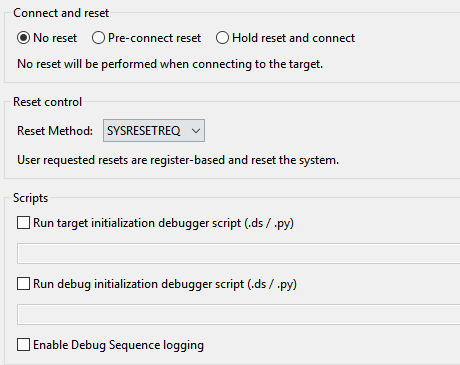 Connect and reset
No reset Pre-connect reset Hold reset and connect
No reset will be performed when connecting to the target.
Reset control
Reset Method: SYSRESETREQ
User requested resets are register-based and reset the system.
Scripts
Run target initialization debugger script (.ds / .py)
Run debug initialization debugger script (.ds / .py)
Enable Debug Sequence logging